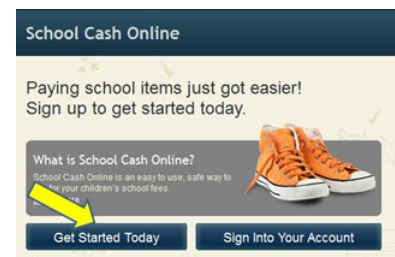 School Cash Online
Paying school items just got easier!
Sign up to get started today.
What is School Cash Online?
School Cash Online is an easy to use, safe way to
for your children's school fees.
Get Started Today
Sign Into Your Account